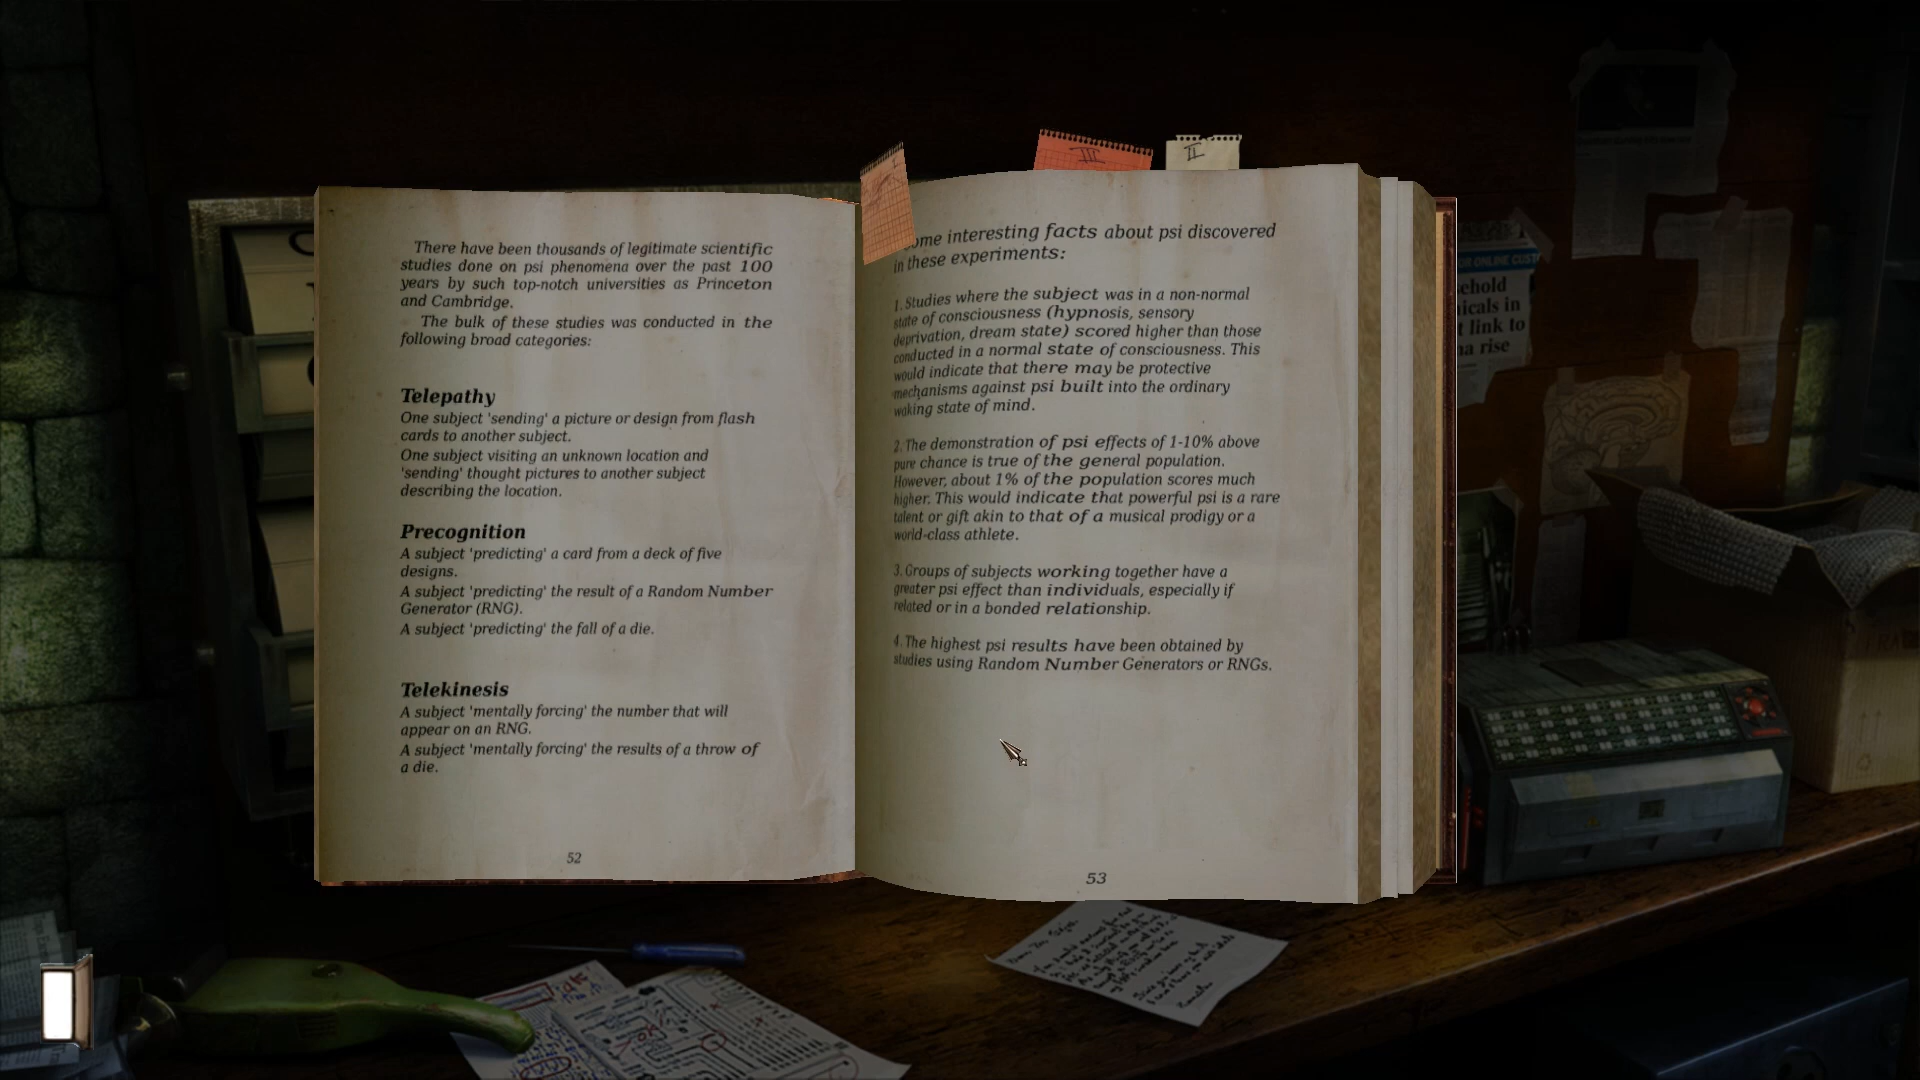 There have been thousands of legitimate scientific
studies done on psi phenomena over the past 100
years by such top-notch universities as Princeton
and Cambridge.
The bulk of these studies was conducted in the
following broad categories:
Telepathy
One subject 'sending' a picture or design from flash
cards to another subject.
One subject visiting an unknown location and
'sending' thought pictures to another subject
describing the location.
Precognition
A subject 'predicting' a card from a deck of five
designs.
A subject 'predicting' the result of a Random Number
Generator (RNG).
A subject 'predicting' the fall of a die.
Telekinesis
A subject 'mentally forcing' the number that will
appear on an RNG.
A subject 'mentally forcing' the results of a throw of
a die.
52
III
II
ome interesting facts about psi discovered
in these experiments:
1. Studies where the subject was in a non-normal
state of consciousness (hypnosis, sensory
deprivation, dream state) scored higher than those
conducted in a normal state of consciousness. This
would indicate that there may be protective
mechanisms against psi built into the ordinary
waking state of mind.
2. The demonstration of psi effects of 1-10% above
pure chance is true of the general population.
However, about 1% of the population scores much
higher. This would indicate that powerful psi is a rare
talent or gift akin to that of a musical prodigy or a
world-class athlete.
3. Groups of subjects working together have a
greater psi effect than individuals, especially if
related or in a bonded relationship.
4. The highest psi results have been obtained by
studies using Random Number Generators or RNGs.
53
OR ONLINE CUST
sehold
nicals in
t link to
na rise